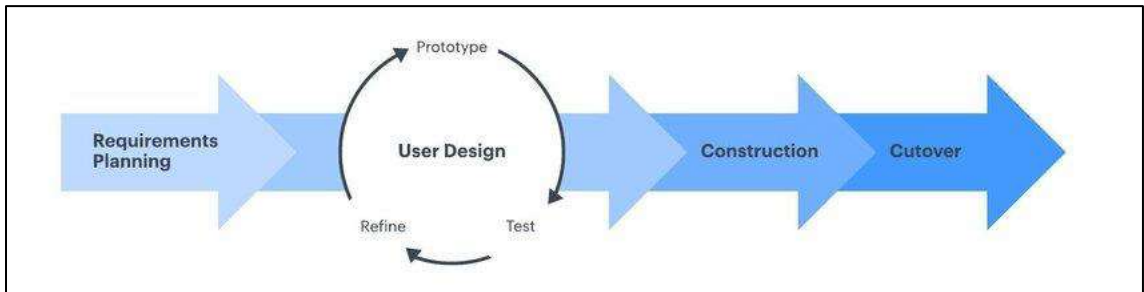 Prototype
Requirements
Planning
User Design
Construction
Cutover
Refine
Test